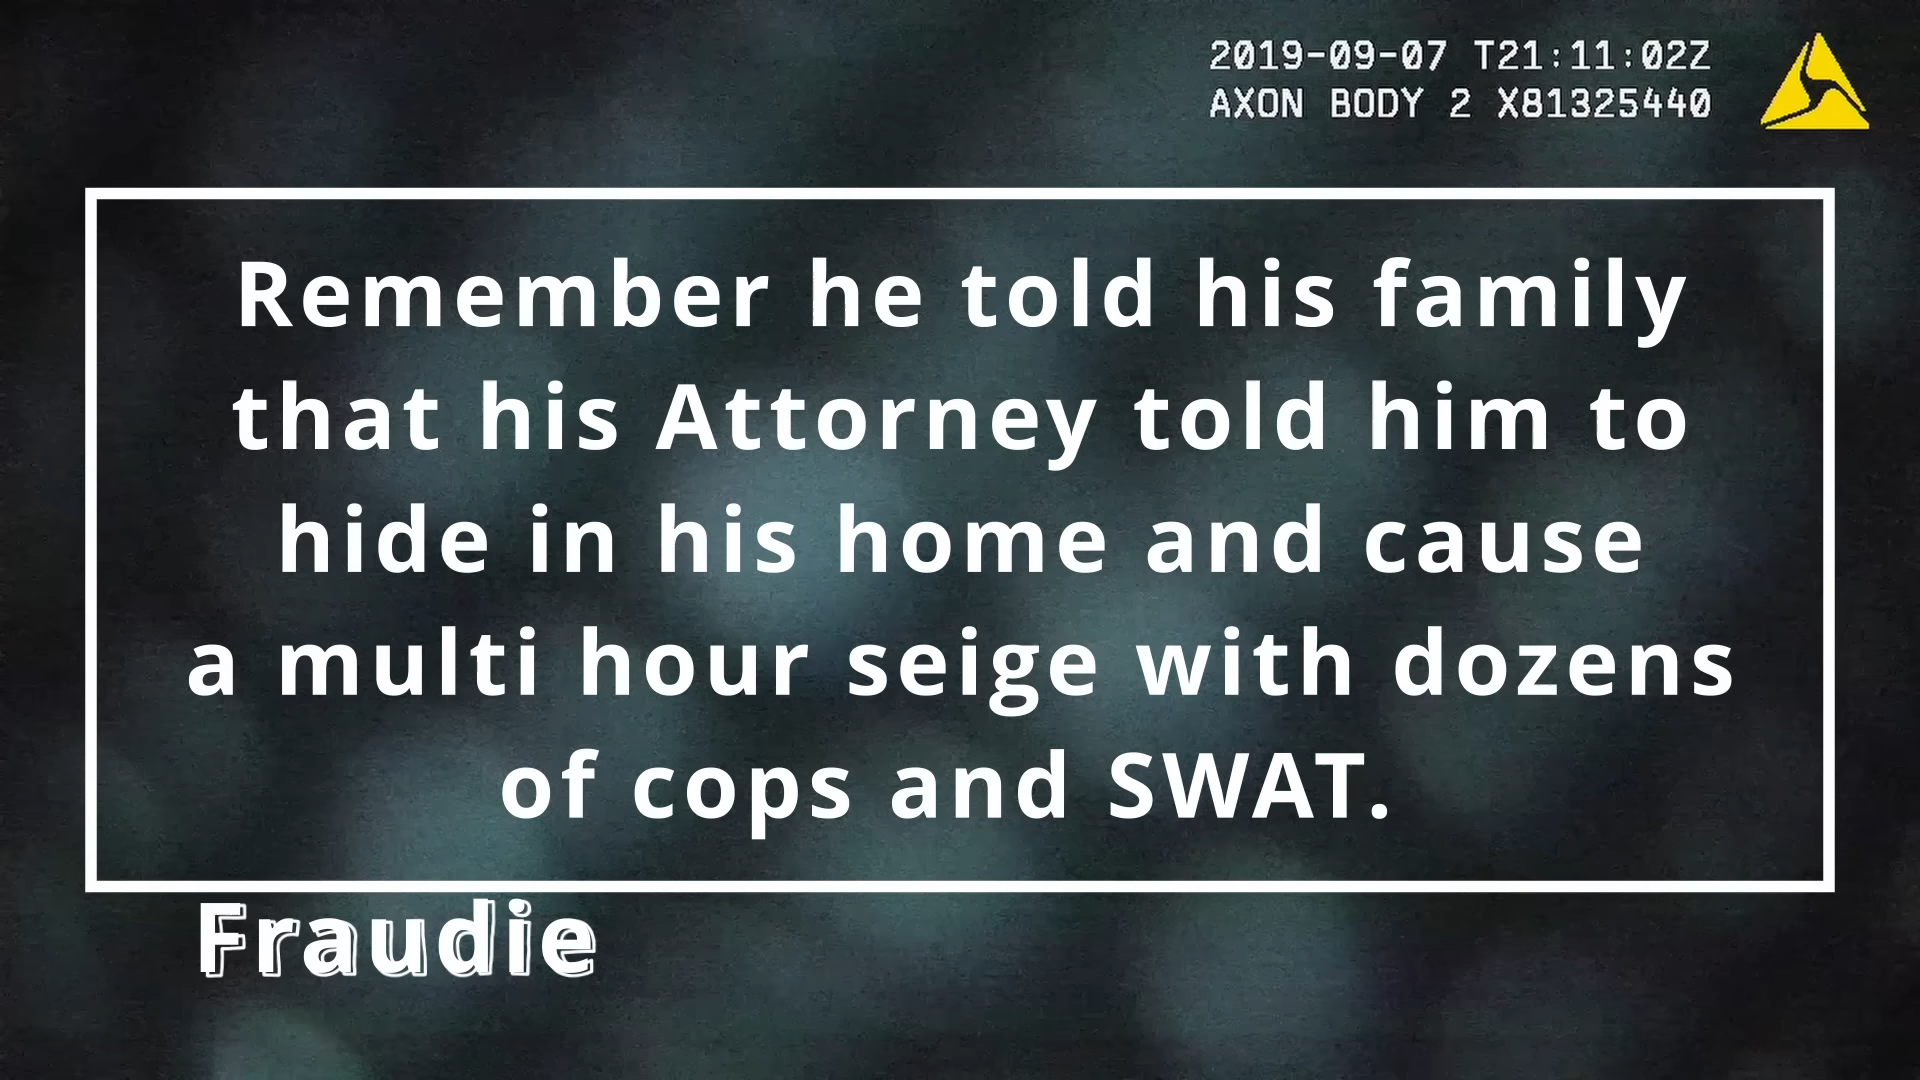 2019-09-07 T21:11:02Z
AXON BODY 2 X81325440
Remember he told his family
that his Attorney told him to
hide in his home and cause
a multi hour seige with dozens
of cops and SWAT.
Fraudie